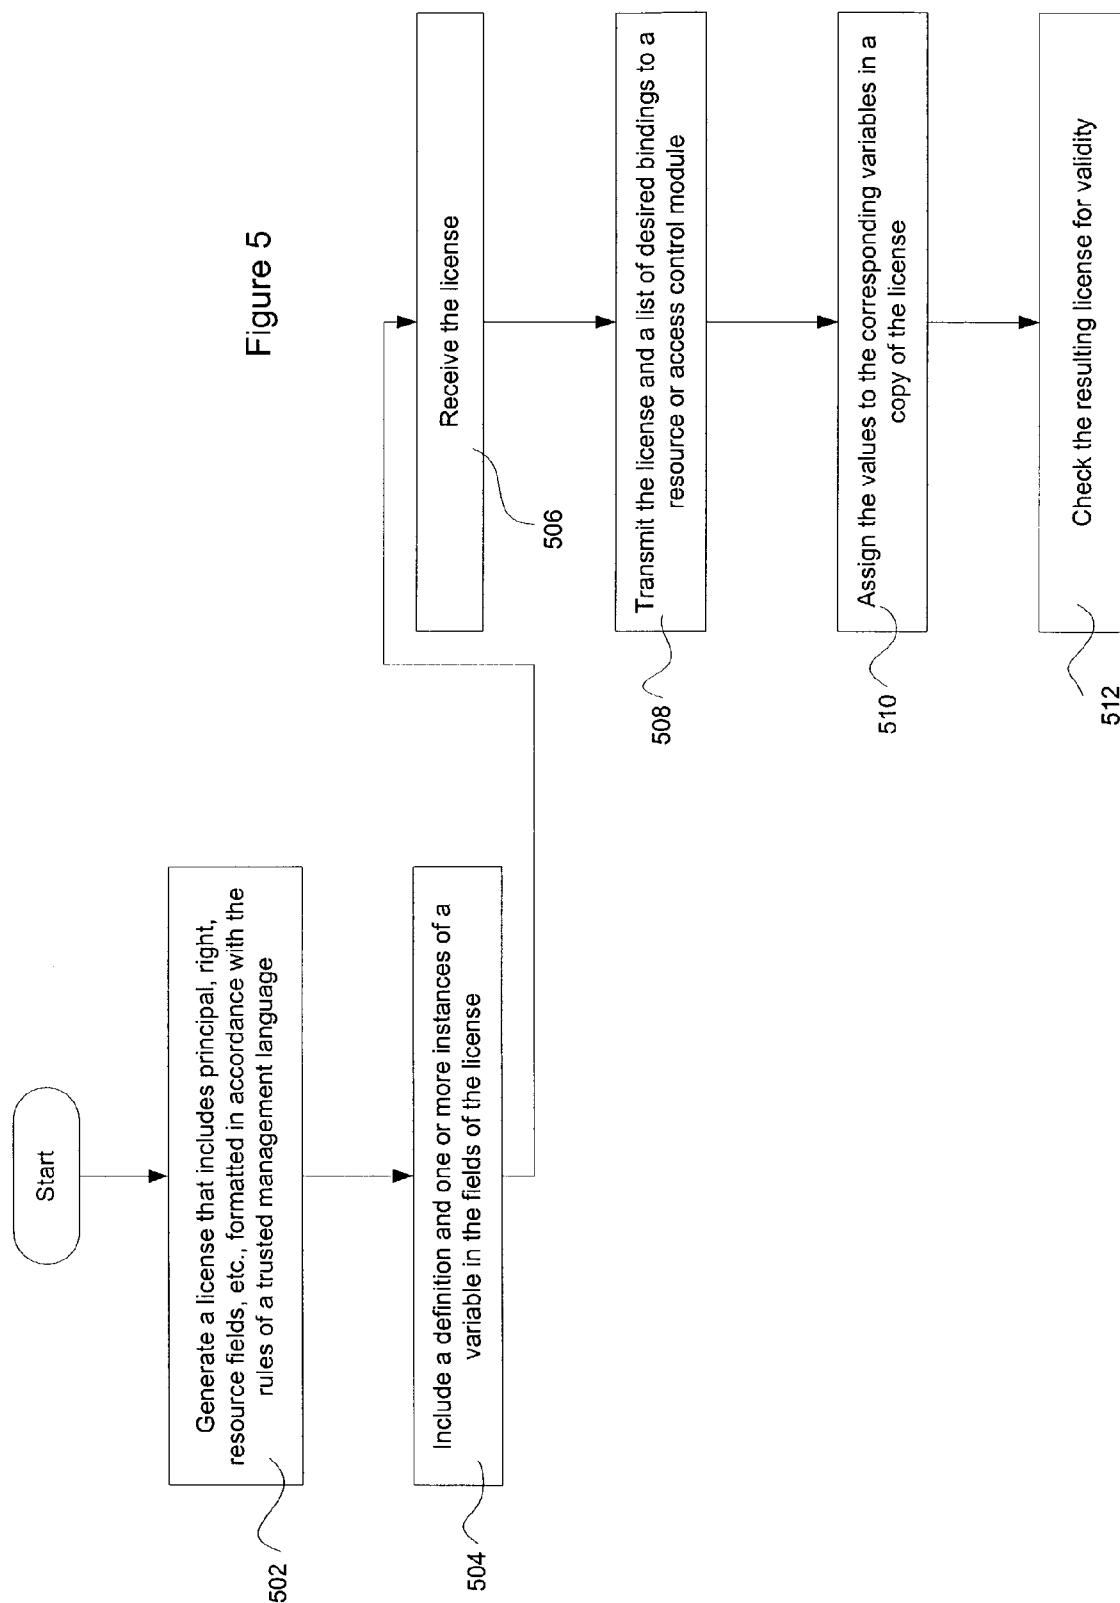 Start
Generate a license that includes principal, right,
resource fields, etc., formatted in accordance with the
rules of a trusted management language
502
Include a definition and one or more instances of a
variable in the fields of the license
504
Figure 5
Receive the license
506
Transmit the license and a list of desired bindings to a
resource or access control module
508
Assign the values to the corresponding variables in a
copy of the license
510
Check the resulting license for validity
512